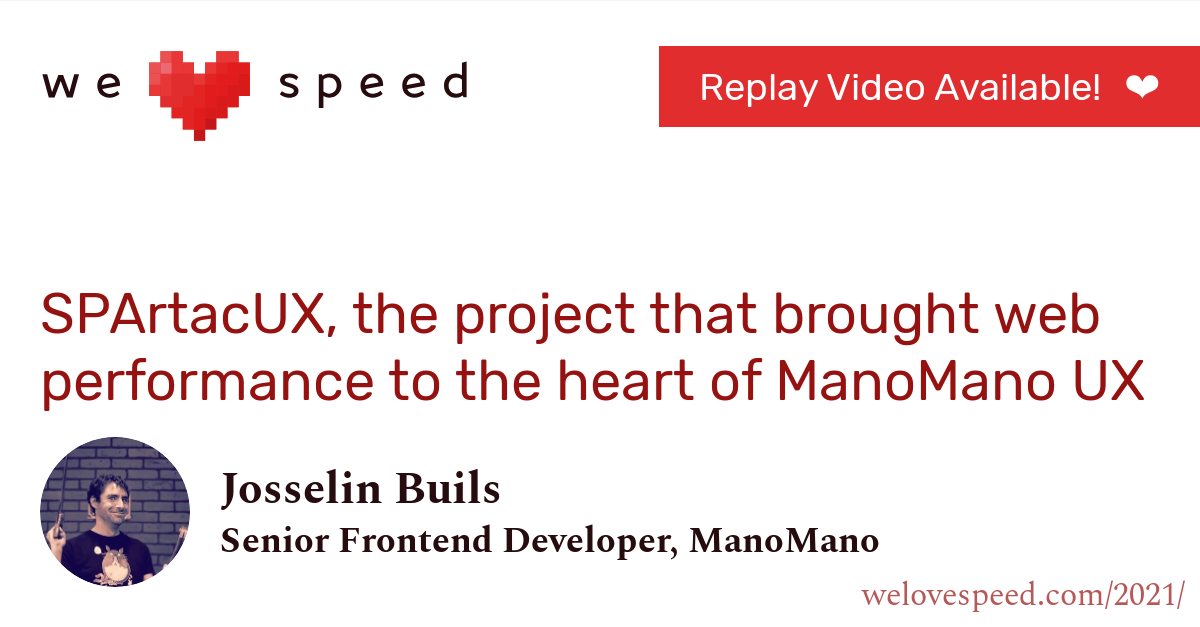 we speed
Replay Video Available! ❤
SPArtacUX, the project that brought web
performance to the heart of ManoMano UX
Josselin Buils
Senior Frontend Developer, ManoMano
welovespeed.com/2021/